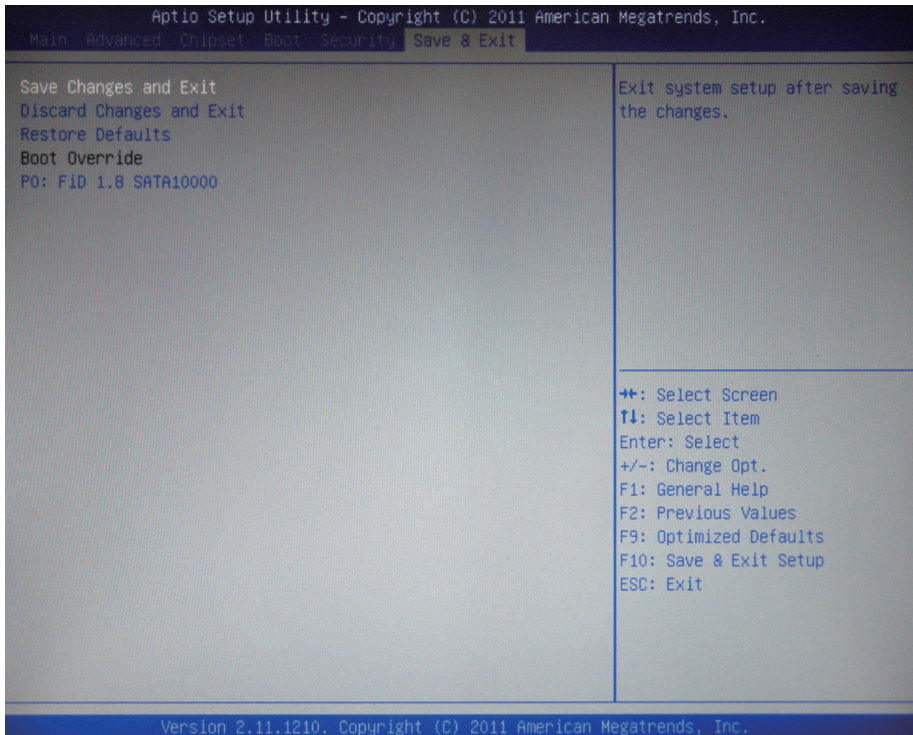 Aptio Setup Utility - Copyright (C) 2011 American Megatrends, Inc.
Main Advanced Chipset Boot Security Save & Exit
Save Changes and Exit
Discard Changes and Exit
Restore Defaults
Boot Override
P0: FiD 1.8 SATA10000
Exit system setup after saving
the changes.
→←: Select Screen
↑↓: Select Item
Enter: Select
+/-: Change Opt.
F1: General Help
F2: Previous Values
F9: Optimized Defaults
F10: Save & Exit Setup
ESC: Exit
Version 2.11.1210. Copyright (C) 2011 American Megatrends, Inc.